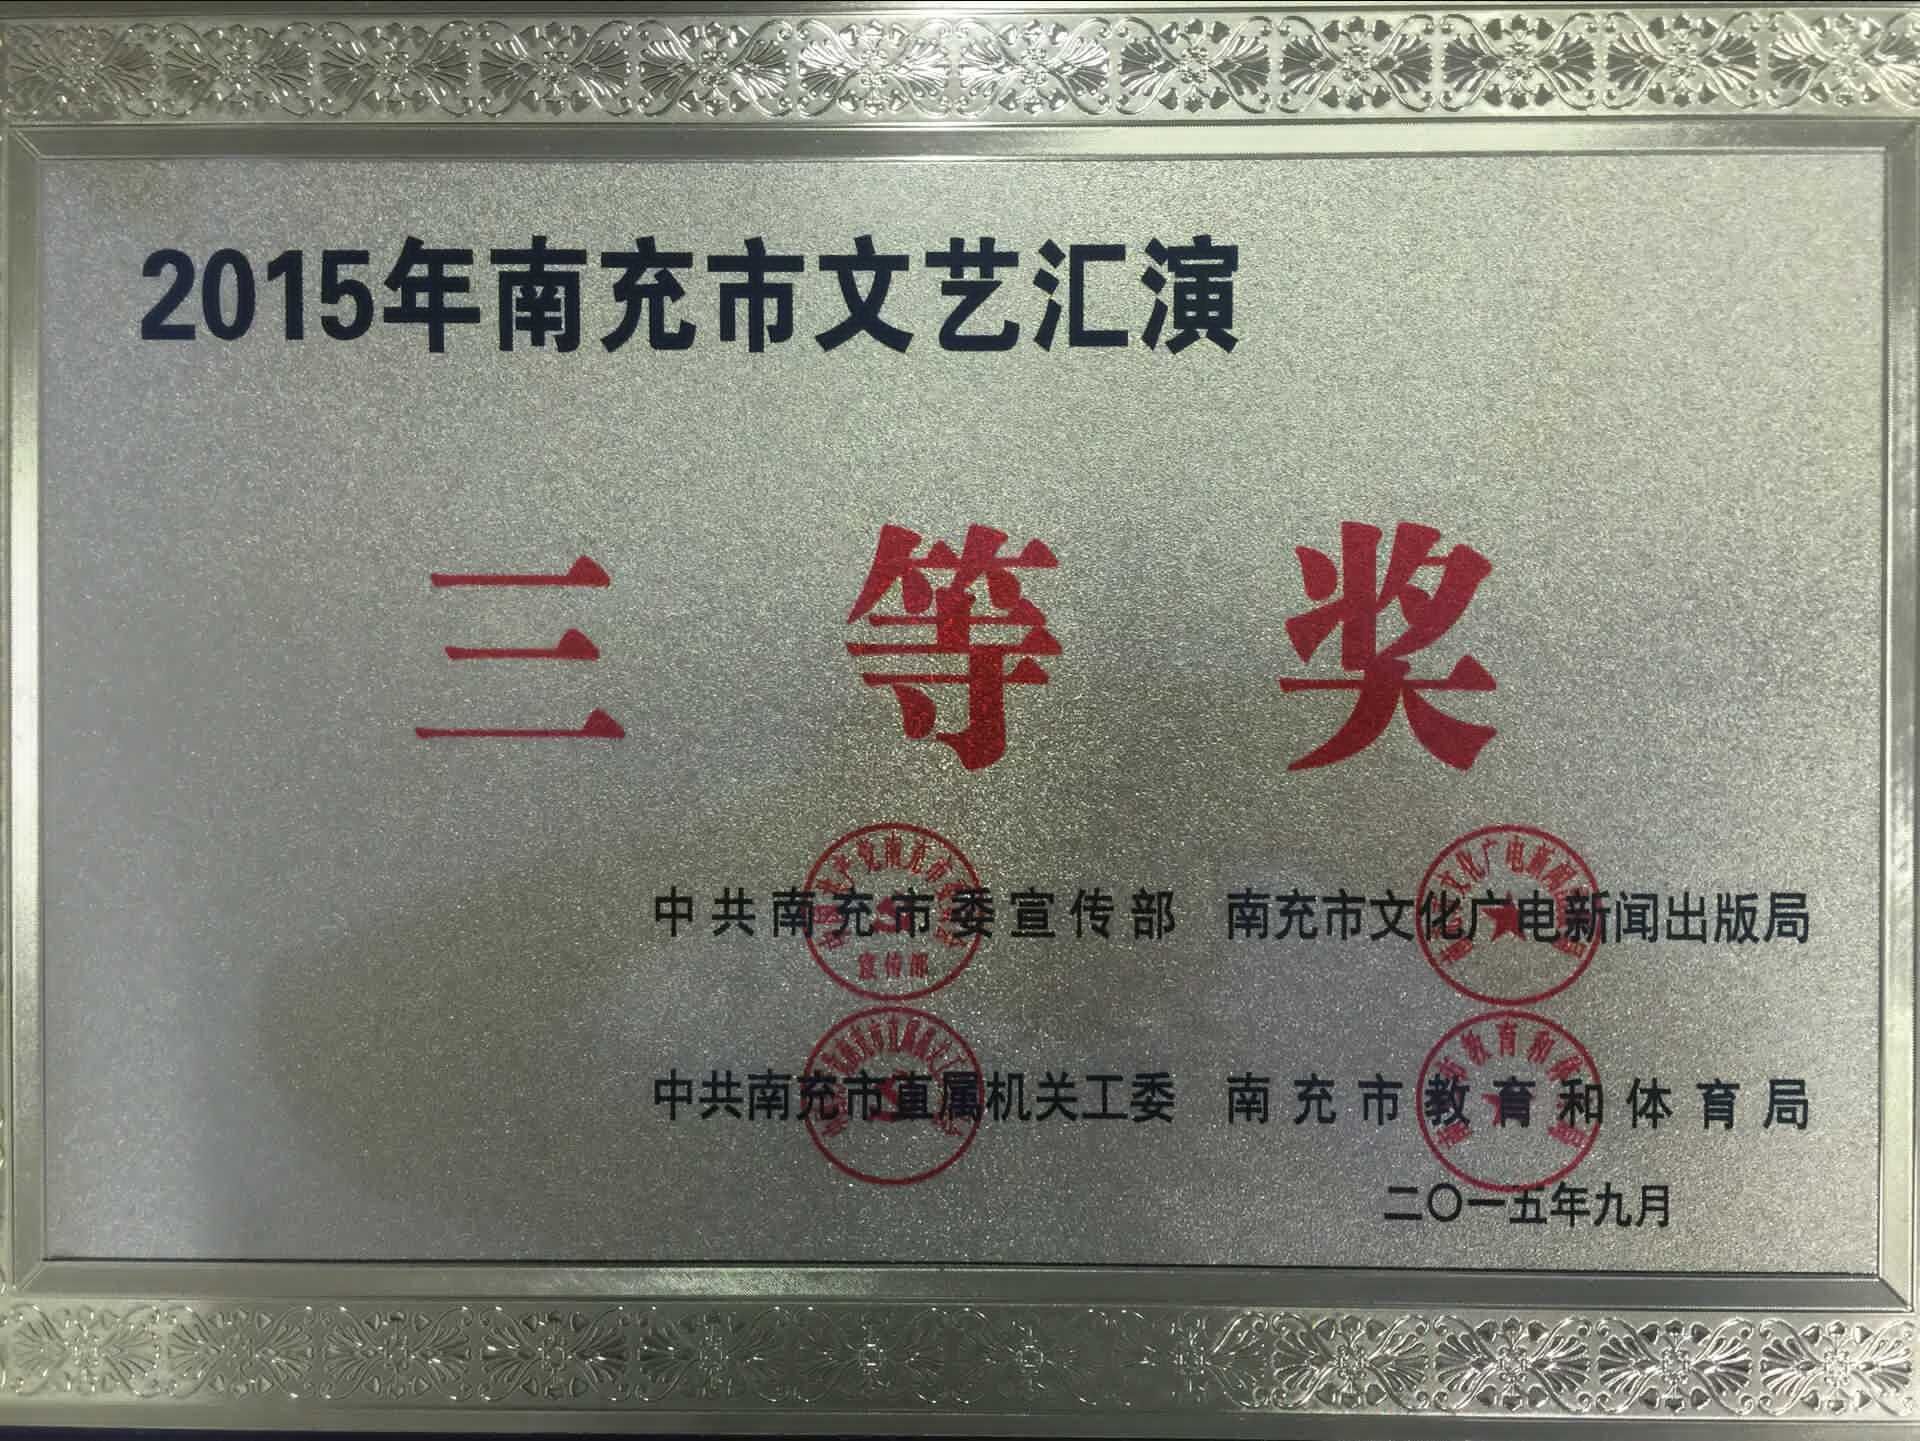 2015年南充市文艺汇演
三等奖
中共南充市委宣传部 南充市文化广电新闻出版局
宣传部
中共南充市直属机关工委 南充市教育和体育局
二〇一五年九月